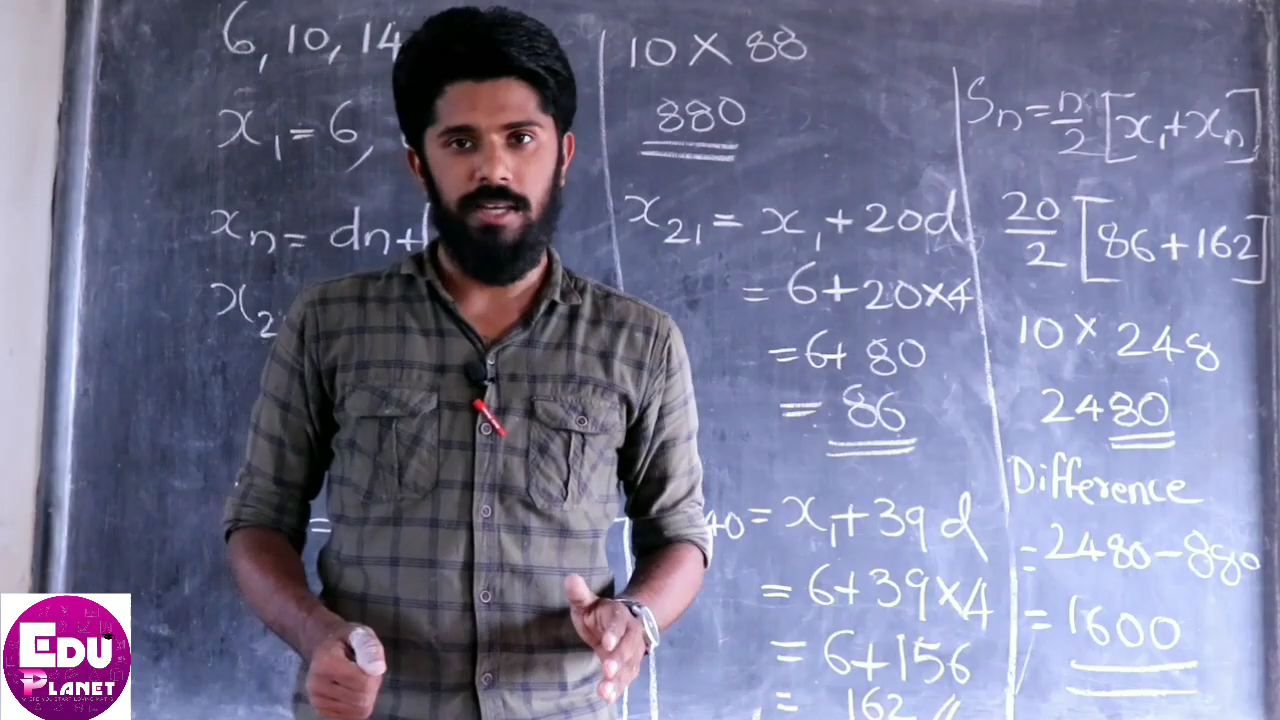 6, 10, 14
x₁ = 6,
xₙ = dn+
x₂
=
10 × 88
880
x₂₁ = x₁ + 20d
= 6 + 20×4
= 6+ 80
= 86
40 = x₁ + 39d
= 6 + 39×4
= 6+156
= 162 //
Sₙ = n/2 [x₁ + xₙ]
20/2 [86 + 162]
10 × 248
2480
Difference
= 2480 - 880
= 1600
EDU
PLANET